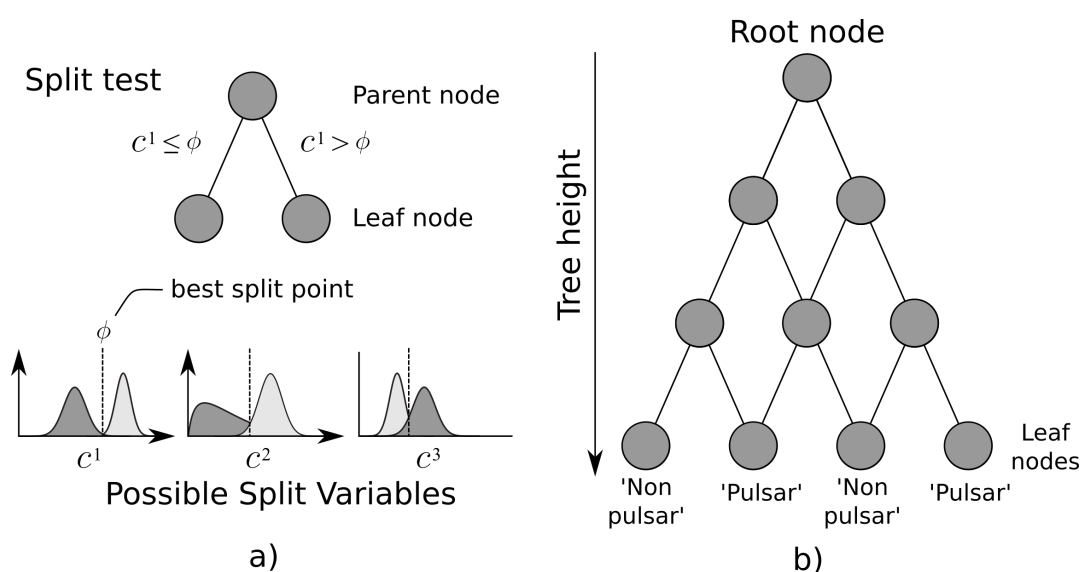 Split test
Parent node
c¹ ≤ ϕ
c¹ > ϕ
Leaf node
best split point
ϕ
c¹
c²
c³
Possible Split Variables
a)
Root node
Tree height
Leaf
nodes
'Non
pulsar'
'Pulsar'
'Non
pulsar'
'Pulsar'
b)